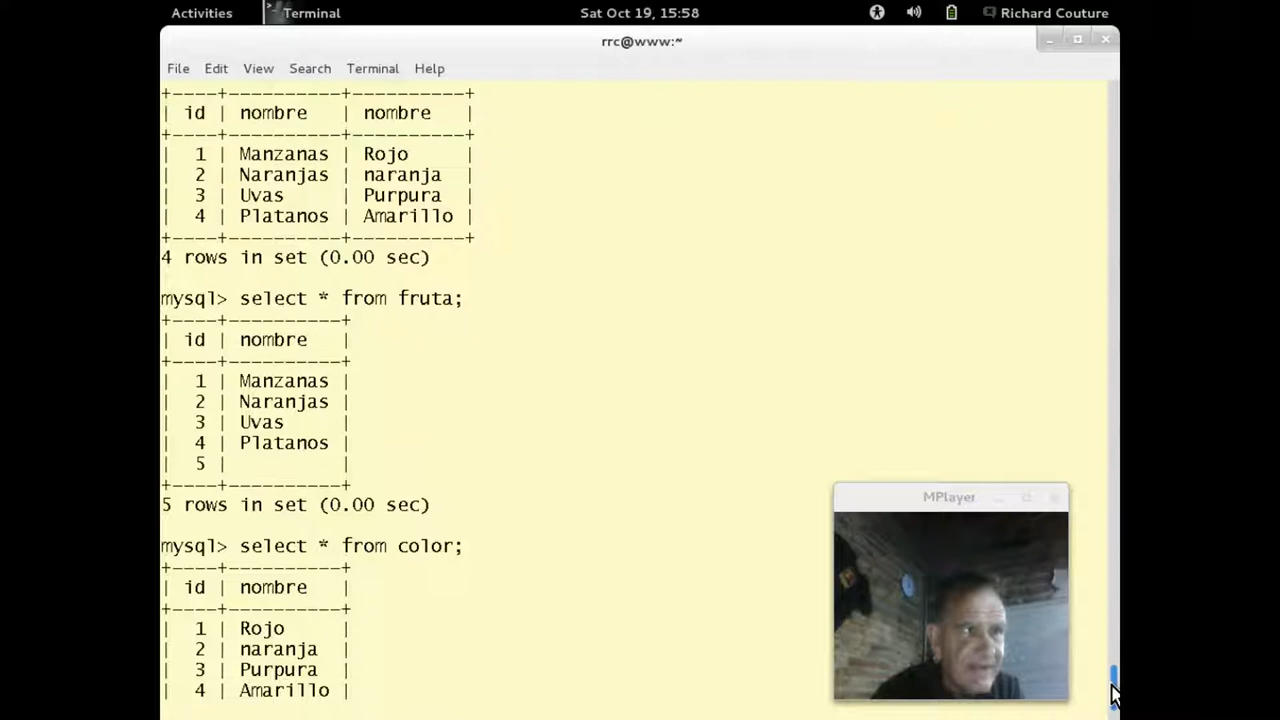 Activities Terminal Sat Oct 19, 15:58 Richard Couture
rrc@www:~
File Edit View Search Terminal Help
+----+----------+----------+
| id | nombre | nombre |
+----+----------+----------+
| 1 | Manzanas | Rojo |
| 2 | Naranjas | naranja |
| 3 | Uvas | Purpura |
| 4 | Platanos | Amarillo |
+----+----------+----------+
4 rows in set (0.00 sec)
mysql> select * from fruta;
+----+----------+
| id | nombre |
+----+----------+
| 1 | Manzanas |
| 2 | Naranjas |
| 3 | Uvas |
| 4 | Platanos |
| 5 | |
+----+----------+
5 rows in set (0.00 sec)
mysql> select * from color;
+----+----------+
| id | nombre |
+----+----------+
| 1 | Rojo |
| 2 | naranja |
| 3 | Purpura |
| 4 | Amarillo |
MPlayer